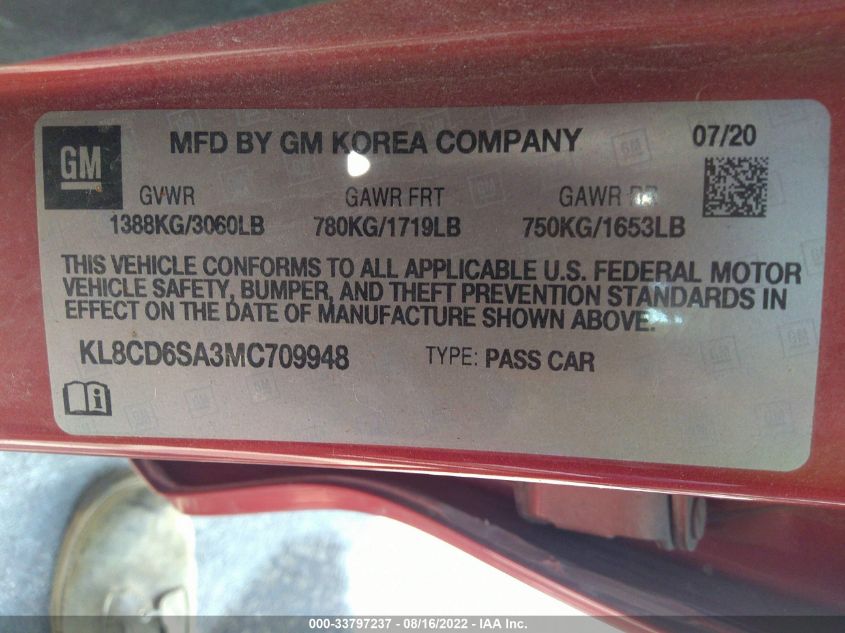 GM
MFD BY GM KOREA COMPANY
07/20
GVWR
GAWR FRT
GAWR RR
1388KG/3060LB
780KG/1719LB
750KG/1653LB
THIS VEHICLE CONFORMS TO ALL APPLICABLE U.S. FEDERAL MOTOR
VEHICLE SAFETY, BUMPER, AND THEFT PREVENTION STANDARDS IN
EFFECT ON THE DATE OF MANUFACTURE SHOWN ABOVE.
KL8CD6SA3MC709948
TYPE: PASS CAR
000-33797237 - 08/16/2022 - IAA Inc.